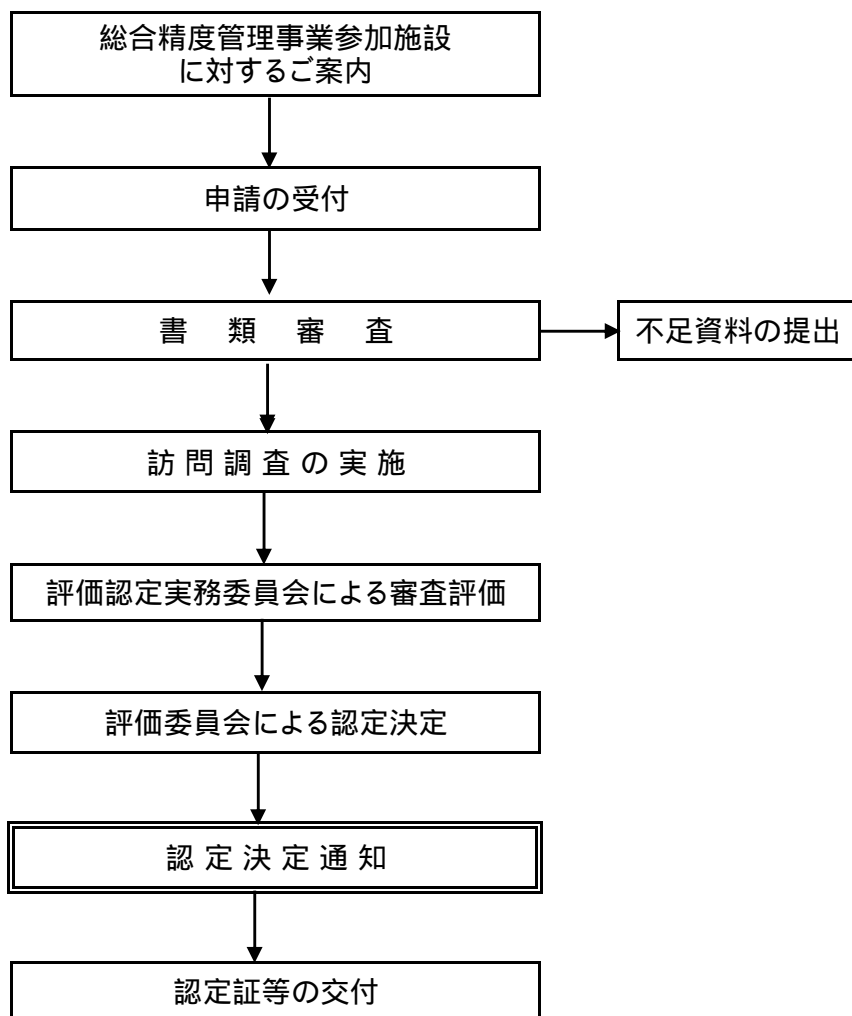 総合精度管理事業参加施設
に対するご案内
申請の受付
書 類 審 査
不足資料の提出
訪 問 調 査 の 実 施
評価認定実務委員会による審査評価
評価委員会による認定決定
認 定 決 定 通 知
認定証等の交付